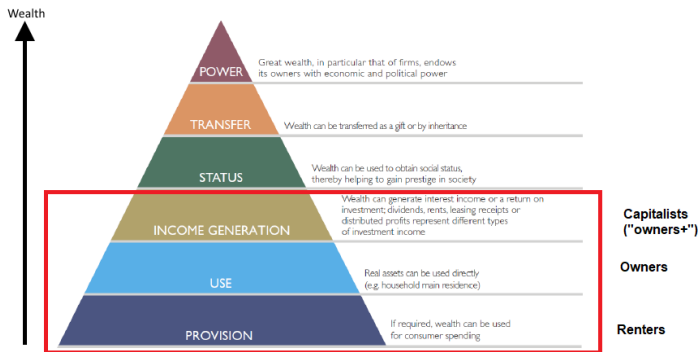 Wealth
POWER
Great wealth, in particular that of firms, endows
its owners with economic and political power
TRANSFER
Wealth can be transferred as a gift or by inheritance
STATUS
Wealth can be used to obtain social status,
thereby helping to gain prestige in society
INCOME GENERATION
Wealth can generate interest income or a return on
investment; dividends, rents, leasing receipts or
distributed profits represent different types
of investment income
Capitalists
("owners+")
USE
Real assets can be used directly
(e.g. household main residence)
Owners
PROVISION
If required, wealth can be used
for consumer spending
Renters